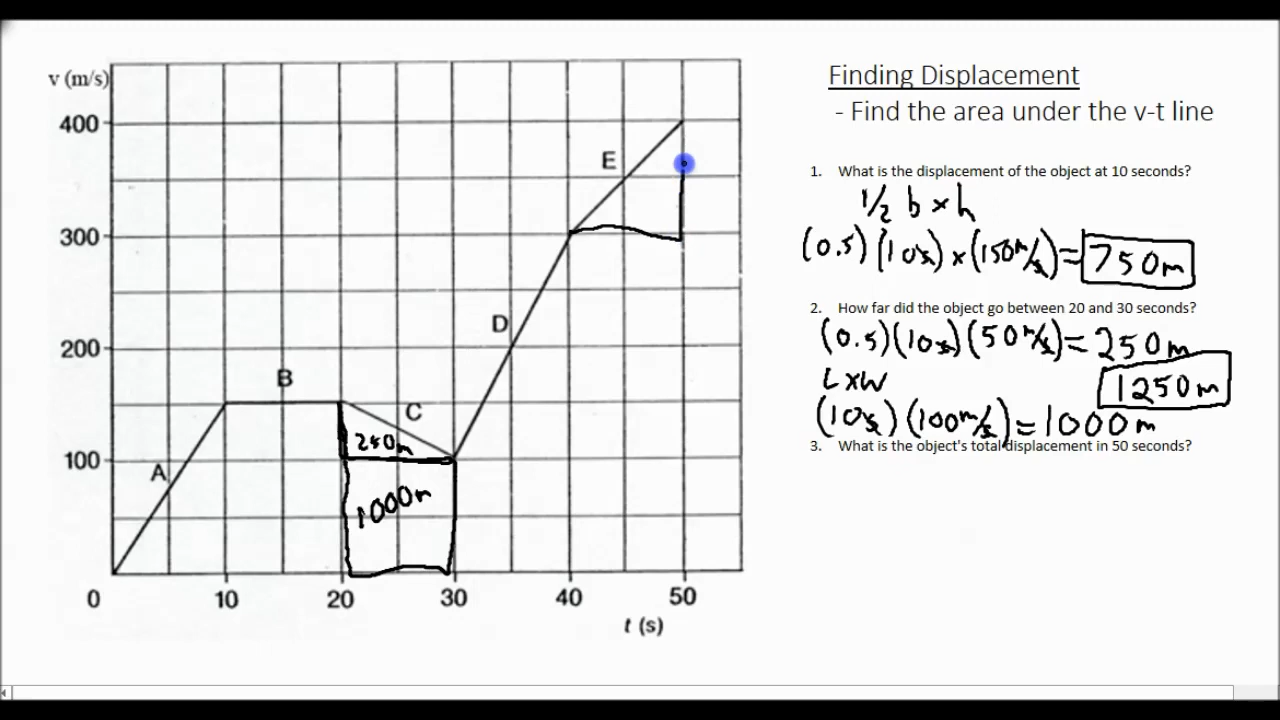 v (m/s)
400
300
200
100
0
10
20
30
40
50
t (s)
A
B
C
D
E
250m
1000m
Finding Displacement
- Find the area under the v-t line
1. What is the displacement of the object at 10 seconds?
1/2 b x h
(0.5)(10s) x (150m/s) = 750m
2. How far did the object go between 20 and 30 seconds?
(0.5)(10s)(50m/s) = 250m
L x W
1250m
(10s)(100m/s) = 1000m
3. What is the object's total displacement in 50 seconds?